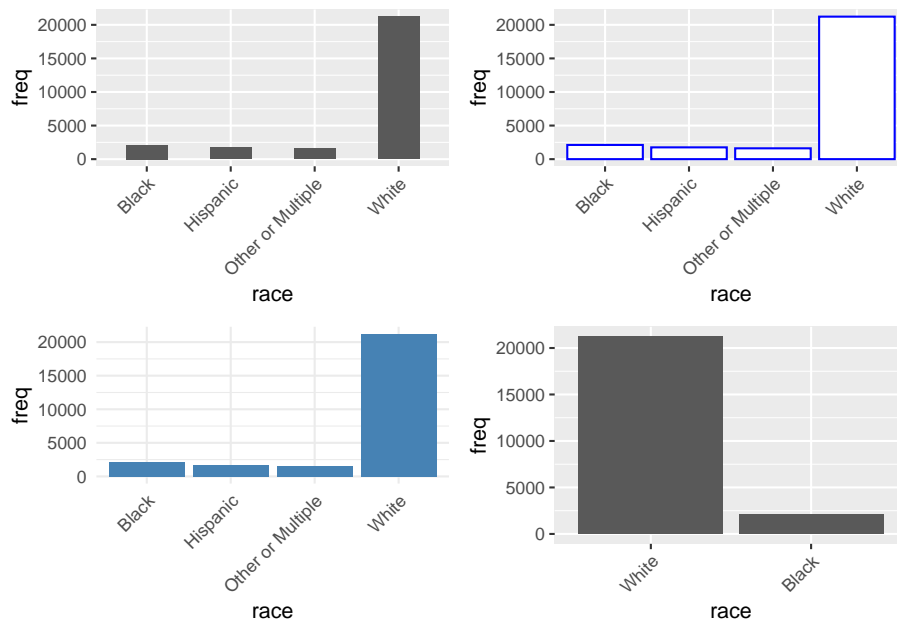 freq
20000
15000
10000
5000
0
Black
Hispanic
Other or Multiple
White
race
freq
20000
15000
10000
5000
0
Black
Hispanic
Other or Multiple
White
race
freq
20000
15000
10000
5000
0
Black
Hispanic
Other or Multiple
White
race
freq
20000
15000
10000
5000
0
White
Black
race